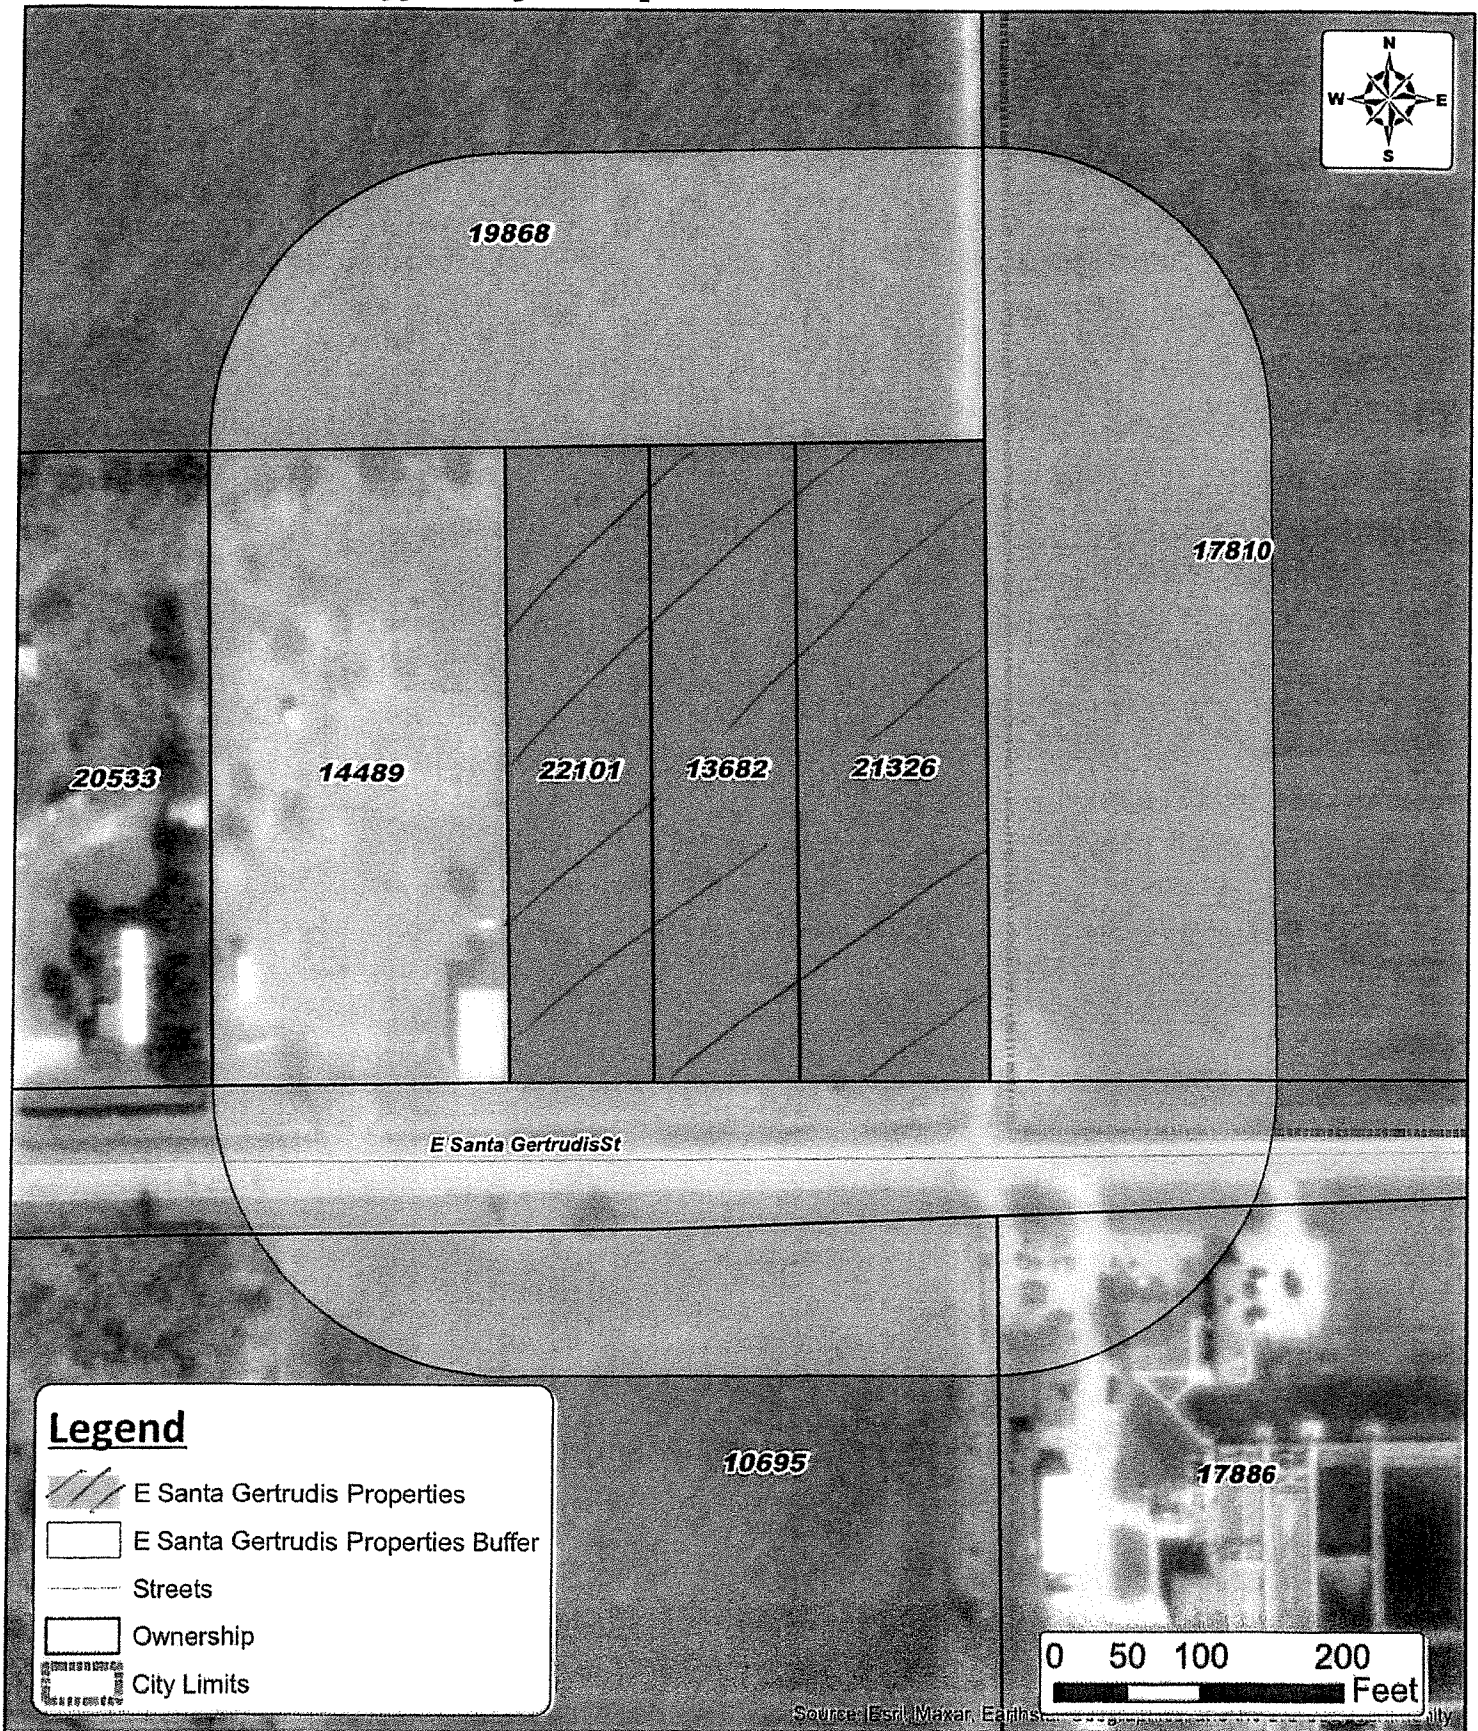 N
W E
S
19868
17810
20533
14489
22101
13682
21326
E Santa GertrudisSt
10695
17886
Legend
E Santa Gertrudis Properties
E Santa Gertrudis Properties Buffer
Streets
Ownership
City Limits
0 50 100 200
Feet
Source: Esri, Maxar,